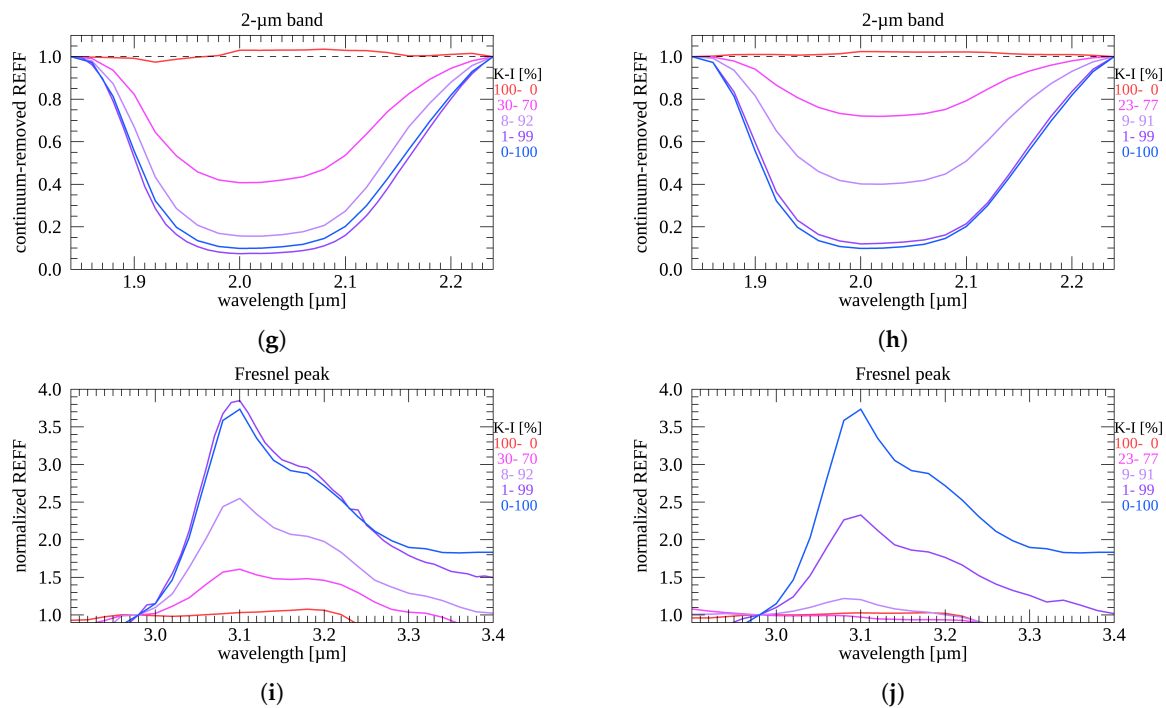 2-µm band
continuum-removed REFF
1.0
0.8
0.6
0.4
0.2
0.0
1.9 2.0 2.1 2.2
wavelength [µm]
K-I [%]
100- 0
30- 70
8- 92
1- 99
0-100
(g)
2-µm band
continuum-removed REFF
1.0
0.8
0.6
0.4
0.2
0.0
1.9 2.0 2.1 2.2
wavelength [µm]
K-I [%]
100- 0
23- 77
9- 91
1- 99
0-100
(h)
Fresnel peak
normalized REFF
4.0
3.5
3.0
2.5
2.0
1.5
1.0
3.0 3.1 3.2 3.3 3.4
wavelength [µm]
K-I [%]
100- 0
30- 70
8- 92
1- 99
0-100
(i)
Fresnel peak
normalized REFF
4.0
3.5
3.0
2.5
2.0
1.5
1.0
3.0 3.1 3.2 3.3 3.4
wavelength [µm]
K-I [%]
100- 0
23- 77
9- 91
1- 99
0-100
(j)